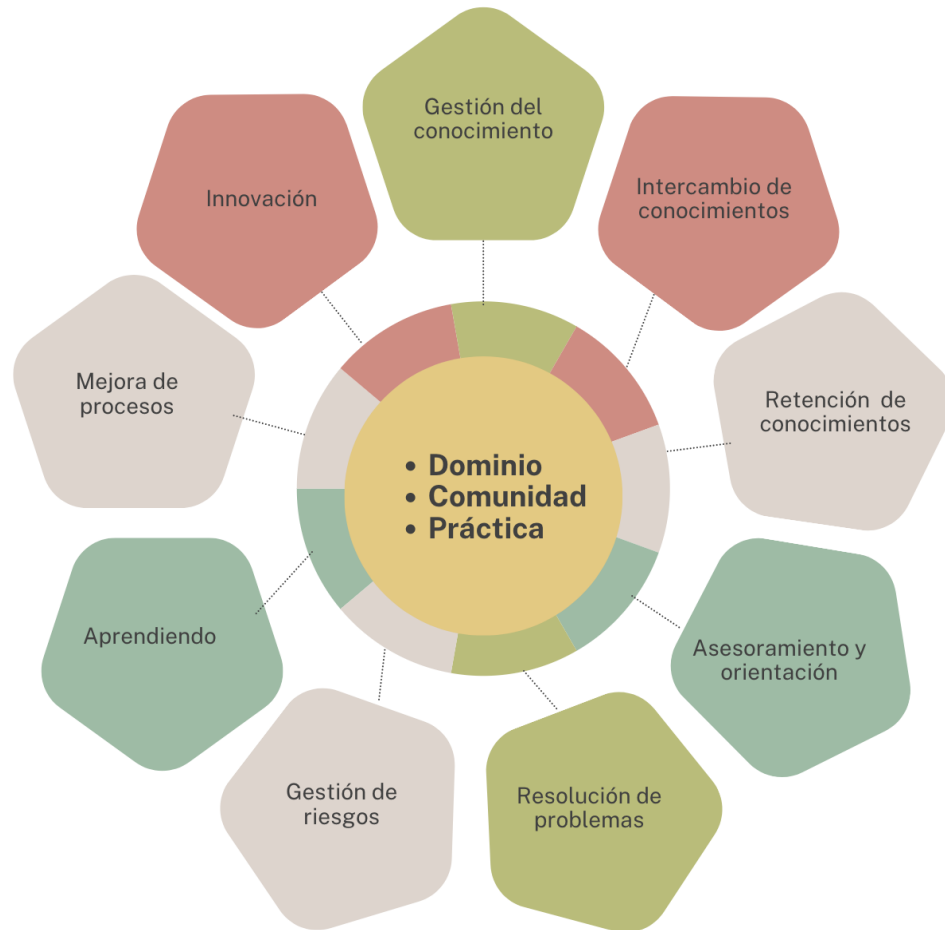 Gestión del
conocimiento
Intercambio de
conocimientos
Retención de
conocimientos
Asesoramiento y
orientación
Resolución de
problemas
Gestión de
riesgos
Aprendiendo
Mejora de
procesos
Innovación
• Dominio
• Comunidad
• Práctica